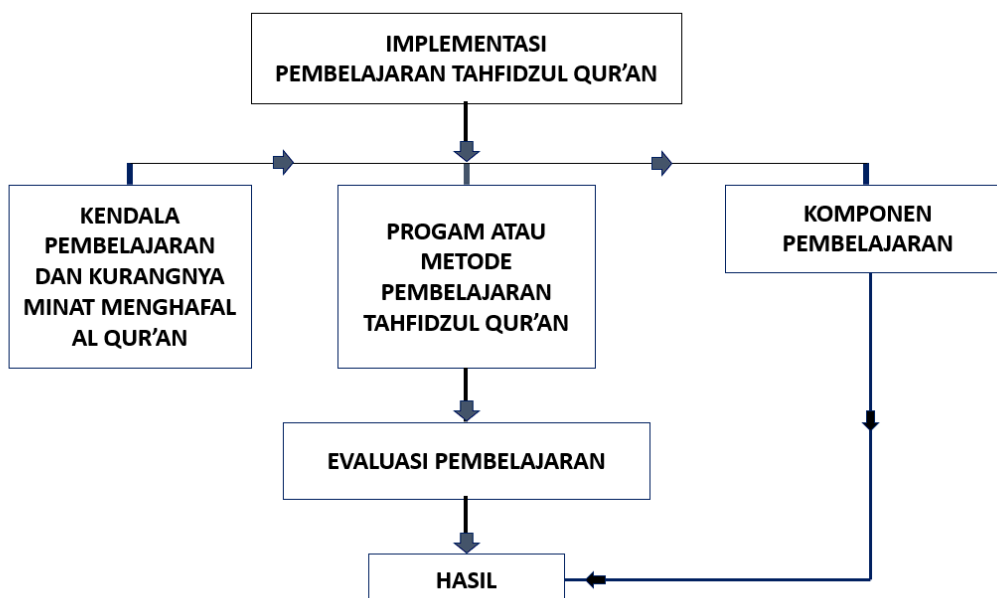 IMPLEMENTASI
PEMBELAJARAN TAHFIDZUL QUR’AN
KENDALA
PEMBELAJARAN
DAN KURANGNYA
MINAT MENGHAFAL
AL QUR’AN
PROGAM ATAU
METODE
PEMBELAJARAN
TAHFIDZUL QUR’AN
KOMPONEN
PEMBELAJARAN
EVALUASI PEMBELAJARAN
HASIL